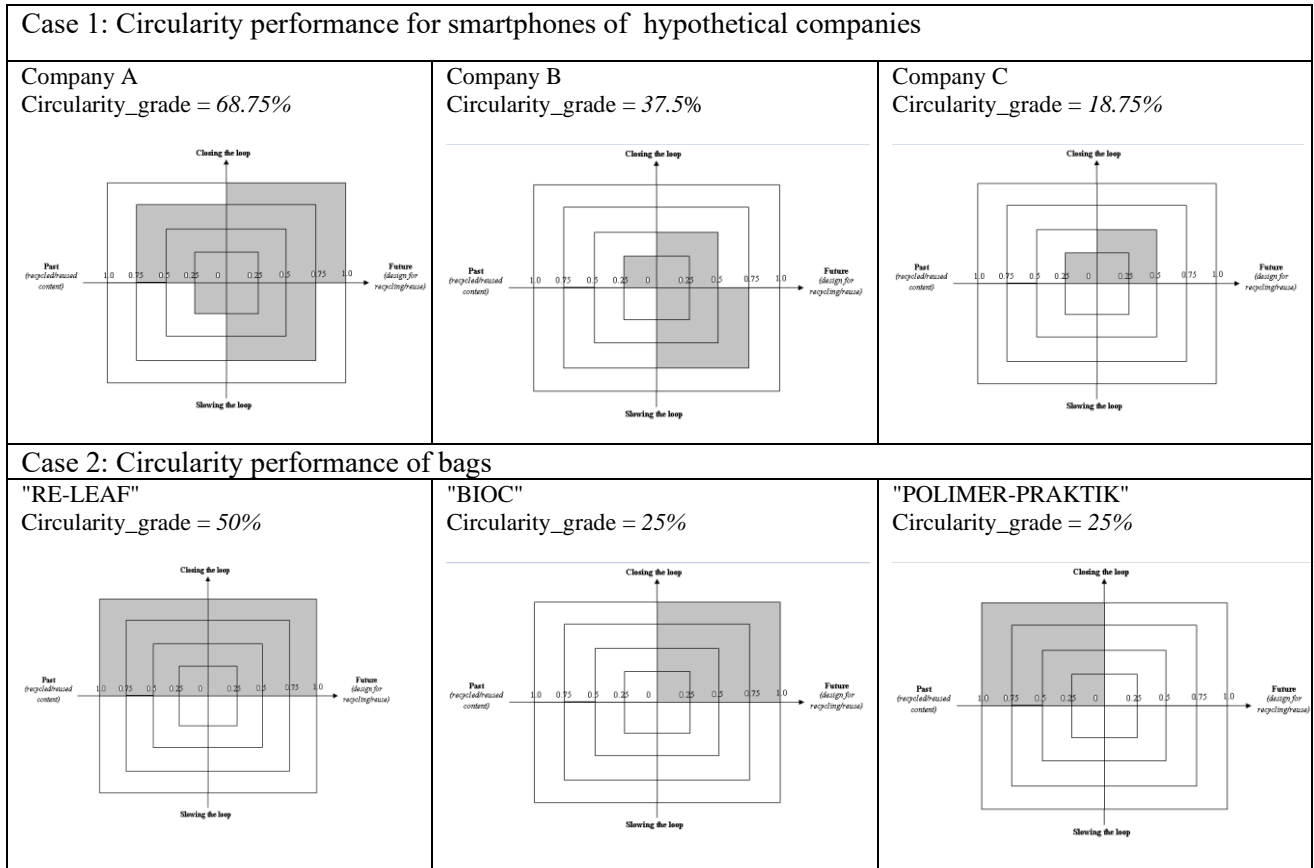 Case 1: Circularity performance for smartphones of hypothetical companies
Company A
Circularity_grade = 68.75%
Closing the loop
1.0 0.75 0.5 0.25 0 0.25 0.5 0.75 1.0
Past
(recycled/reused
content)
Future
(design for
recycling/reuse)
Slowing the loop
Company B
Circularity_grade = 37.5%
Closing the loop
1.0 0.75 0.5 0.25 0 0.25 0.5 0.75 1.0
Past
(recycled/reused
content)
Future
(design for
recycling/reuse)
Slowing the loop
Company C
Circularity_grade = 18.75%
Closing the loop
1.0 0.75 0.5 0.25 0 0.25 0.5 0.75 1.0
Past
(recycled/reused
content)
Future
(design for
recycling/reuse)
Slowing the loop
Case 2: Circularity performance of bags
"RE-LEAF"
Circularity_grade = 50%
Closing the loop
1.0 0.75 0.5 0.25 0 0.25 0.5 0.75 1.0
Past
(recycled/reused
content)
Future
(design for
recycling/reuse)
Slowing the loop
"BIOC"
Circularity_grade = 25%
Closing the loop
1.0 0.75 0.5 0.25 0 0.25 0.5 0.75 1.0
Past
(recycled/reused
content)
Future
(design for
recycling/reuse)
Slowing the loop
"POLIMER-PRAKTIK"
Circularity_grade = 25%
Closing the loop
1.0 0.75 0.5 0.25 0 0.25 0.5 0.75 1.0
Past
(recycled/reused
content)
Future
(design for
recycling/reuse)
Slowing the loop